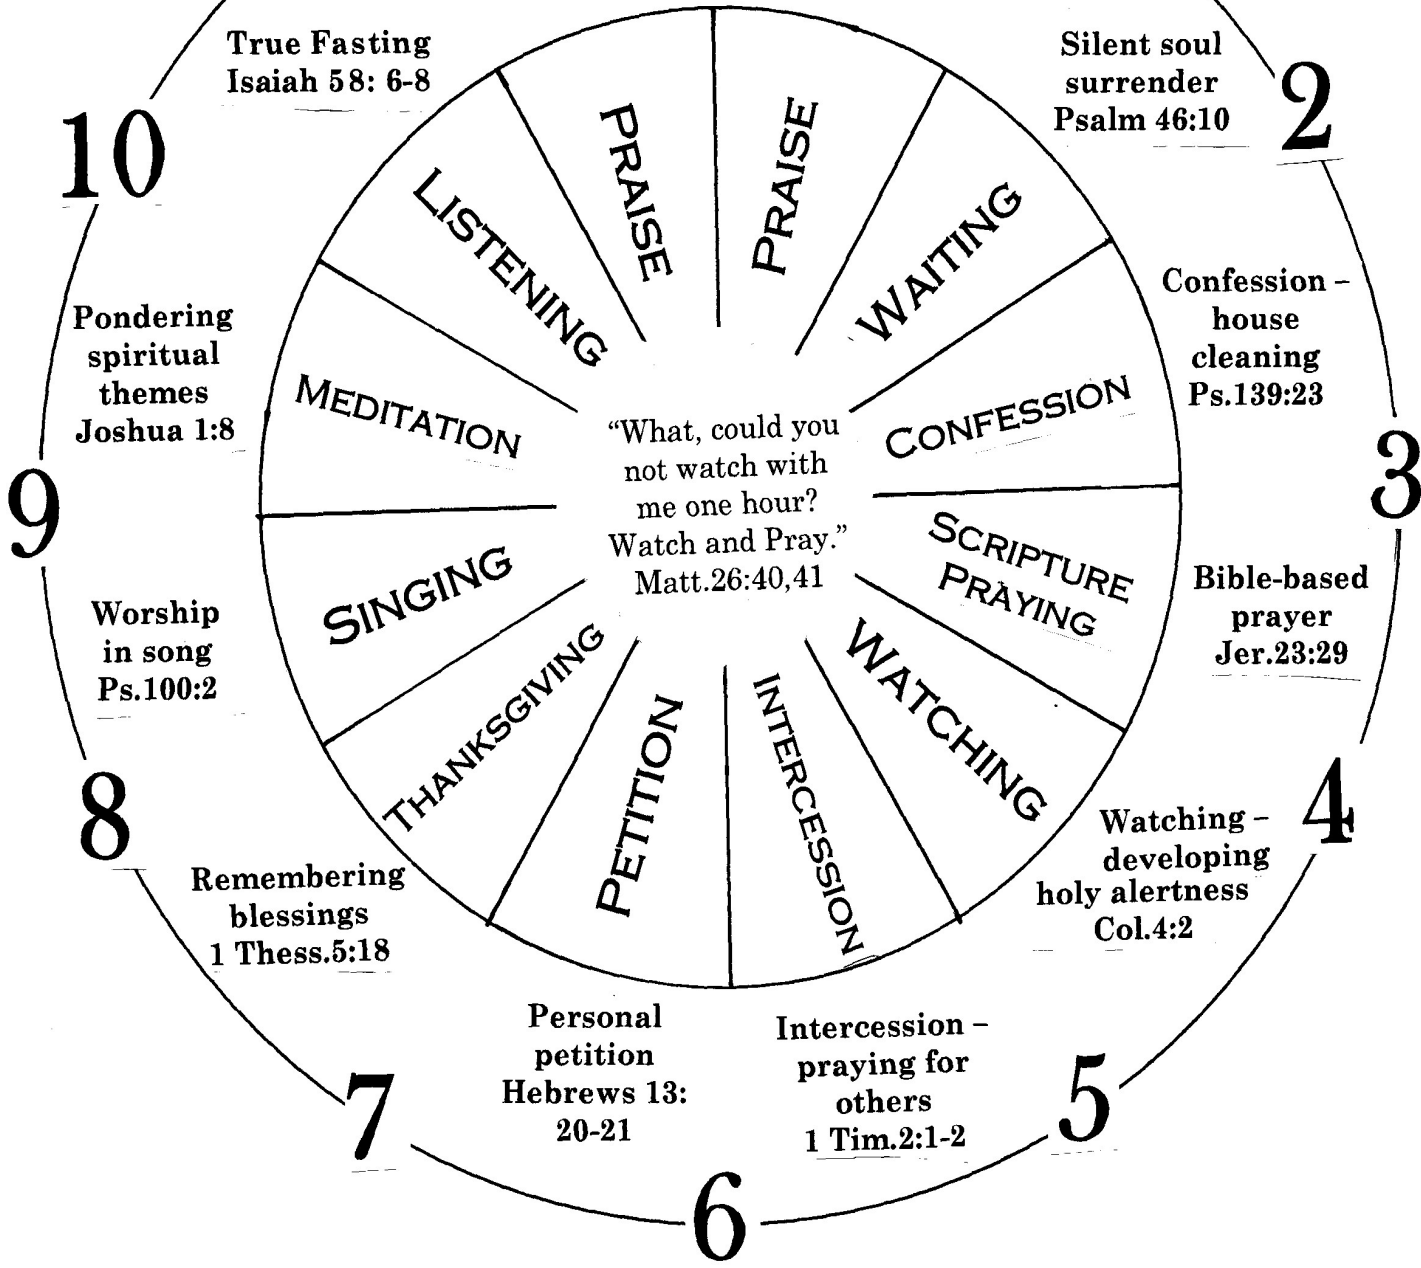 True Fasting
Isaiah 58: 6-8
Silent soul
surrender
Psalm 46:10
2
10
PRAISE
PRAISE
LISTENING
WAITING
Pondering
spiritual
themes
Joshua 1:8
Confession –
house
cleaning
Ps.139:23
MEDITATION
CONFESSION
"What, could you
not watch with
me one hour?
Watch and Pray."
Matt.26:40,41
9
3
SINGING
SCRIPTURE
PRAYING
Worship
in song
Ps.100:2
Bible-based
prayer
Jer.23:29
THANKSGIVING
PETITION
INTERCESSION
WATCHING
8
4
Remembering
blessings
1 Thess.5:18
Watching –
developing
holy alertness
Col.4:2
Personal
petition
Hebrews 13:
20-21
Intercession –
praying for
others
1 Tim.2:1-2
7
5
6